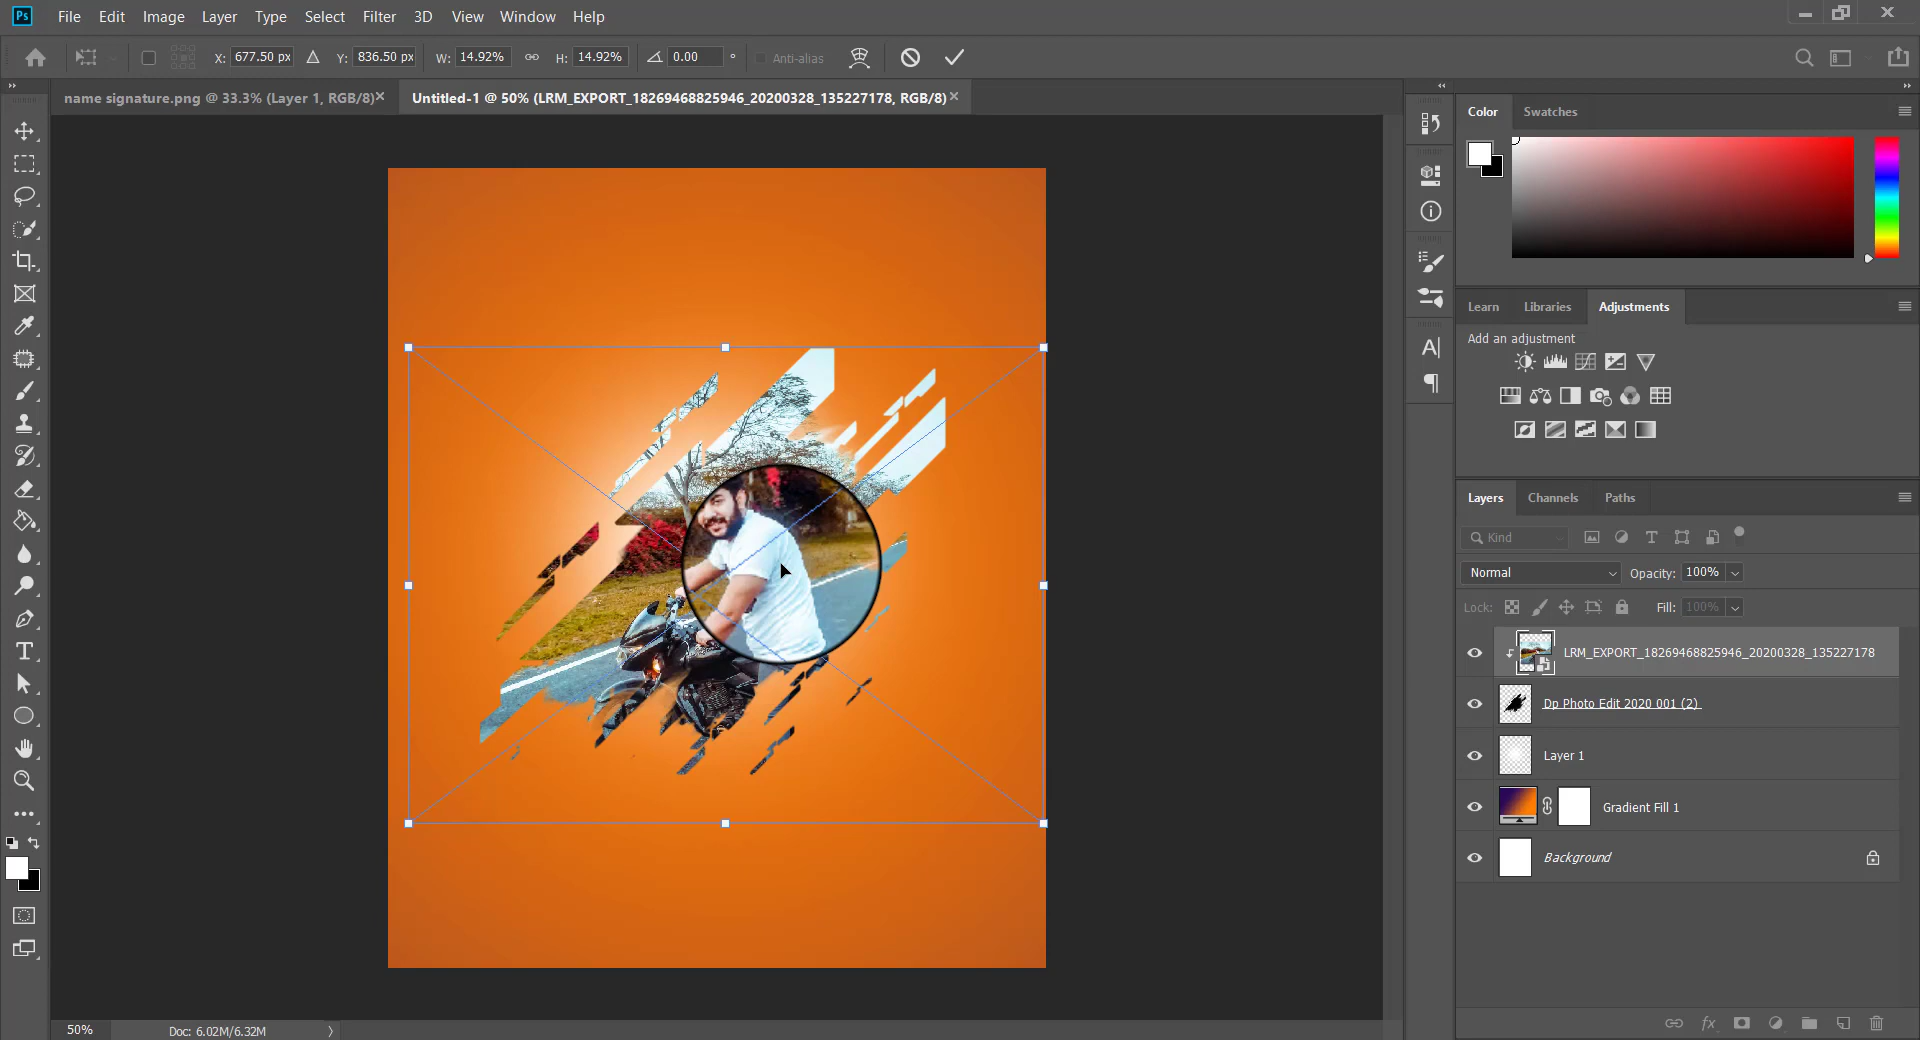 Ps File Edit Image Layer Type Select Filter 3D View Window Help
X: 677.50 px Y: 836.50 px W: 14.92% H: 14.92% 0.00 ° Anti-alias
name signature.png @ 33.3% (Layer 1, RGB/8) Untitled-1 @ 50% (LRM_EXPORT_18269468825946_20200328_135227178, RGB/8)
Color Swatches
Learn Libraries Adjustments
Add an adjustment
Layers Channels Paths
Kind
Normal Opacity: 100%
Lock: Fill: 100%
LRM_EXPORT_18269468825946_20200328_135227178
Dp Photo Edit 2020 001 (2)
Layer 1
Gradient Fill 1
Background
50% Doc: 6.02M/6.32M